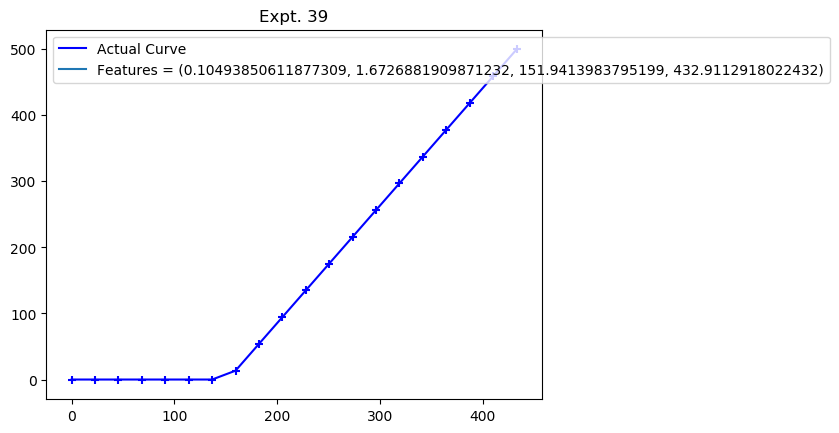 Expt. 39
Actual Curve
Features = (0.10493850611877309, 1.6726881909871232, 151.9413983795199, 432.9112918022432)
500
400
300
200
100
0
0 100 200 300 400